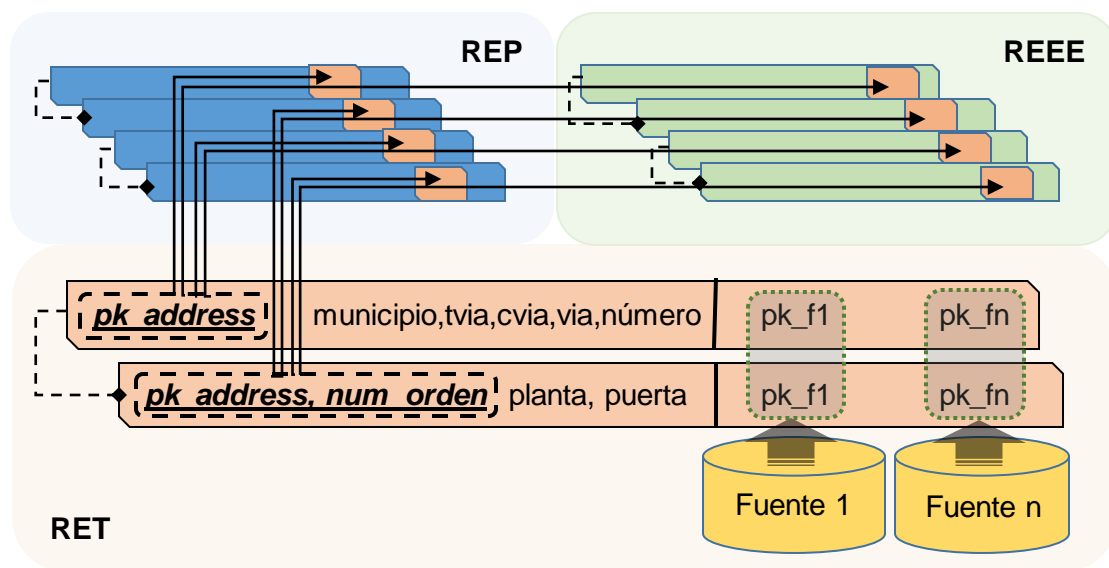 REP
REEE
pk_address
municipio,tvia,cvia,via,número
pk_f1
pk_fn
pk_address, num_orden planta, puerta
pk_f1
pk_fn
Fuente 1
Fuente n
RET